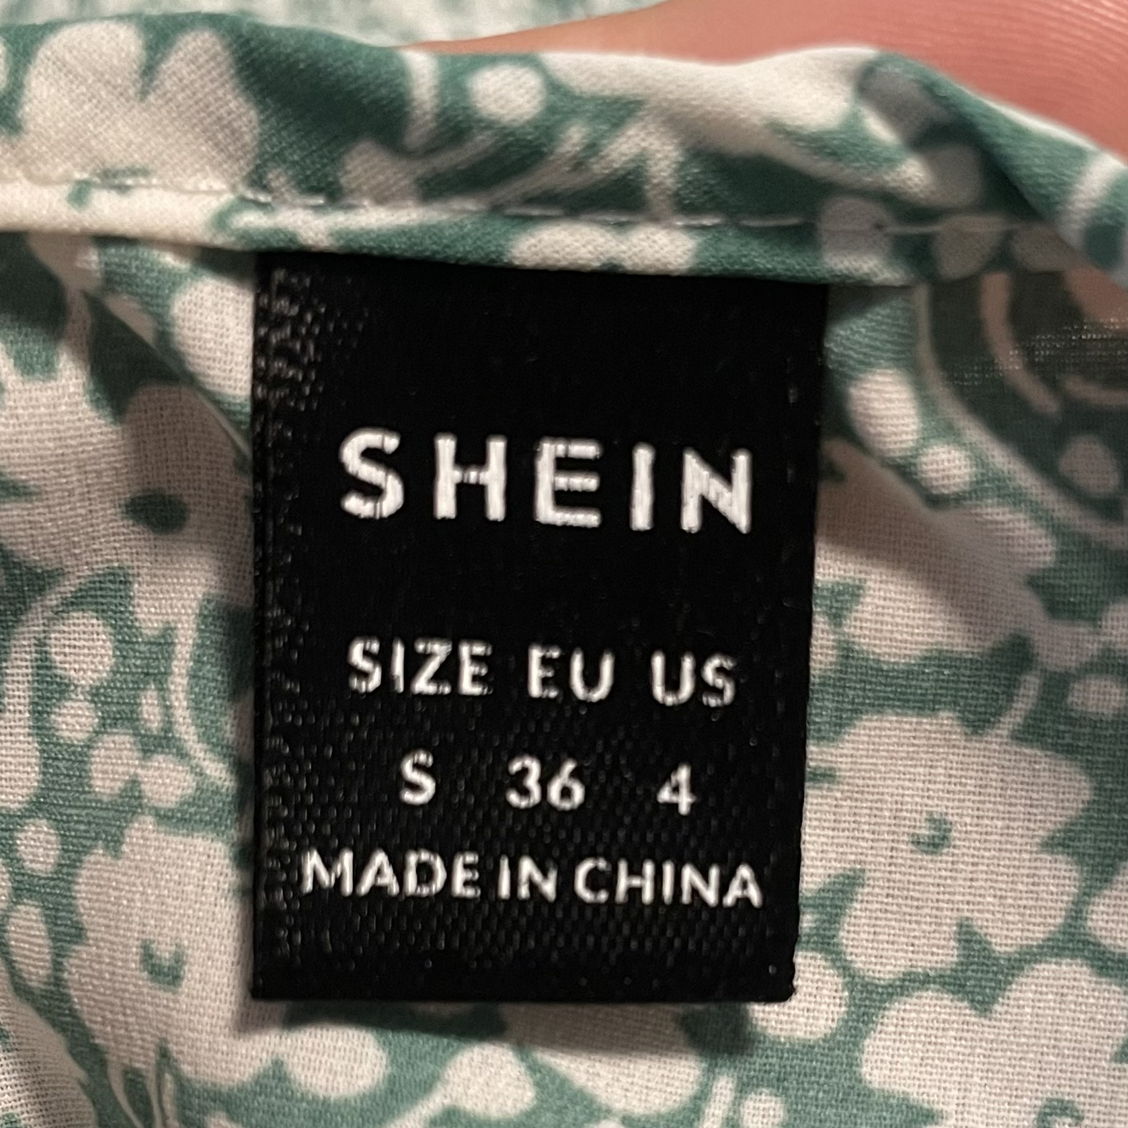 SHEIN
SIZE EU US
S 36 4
MADE IN CHINA